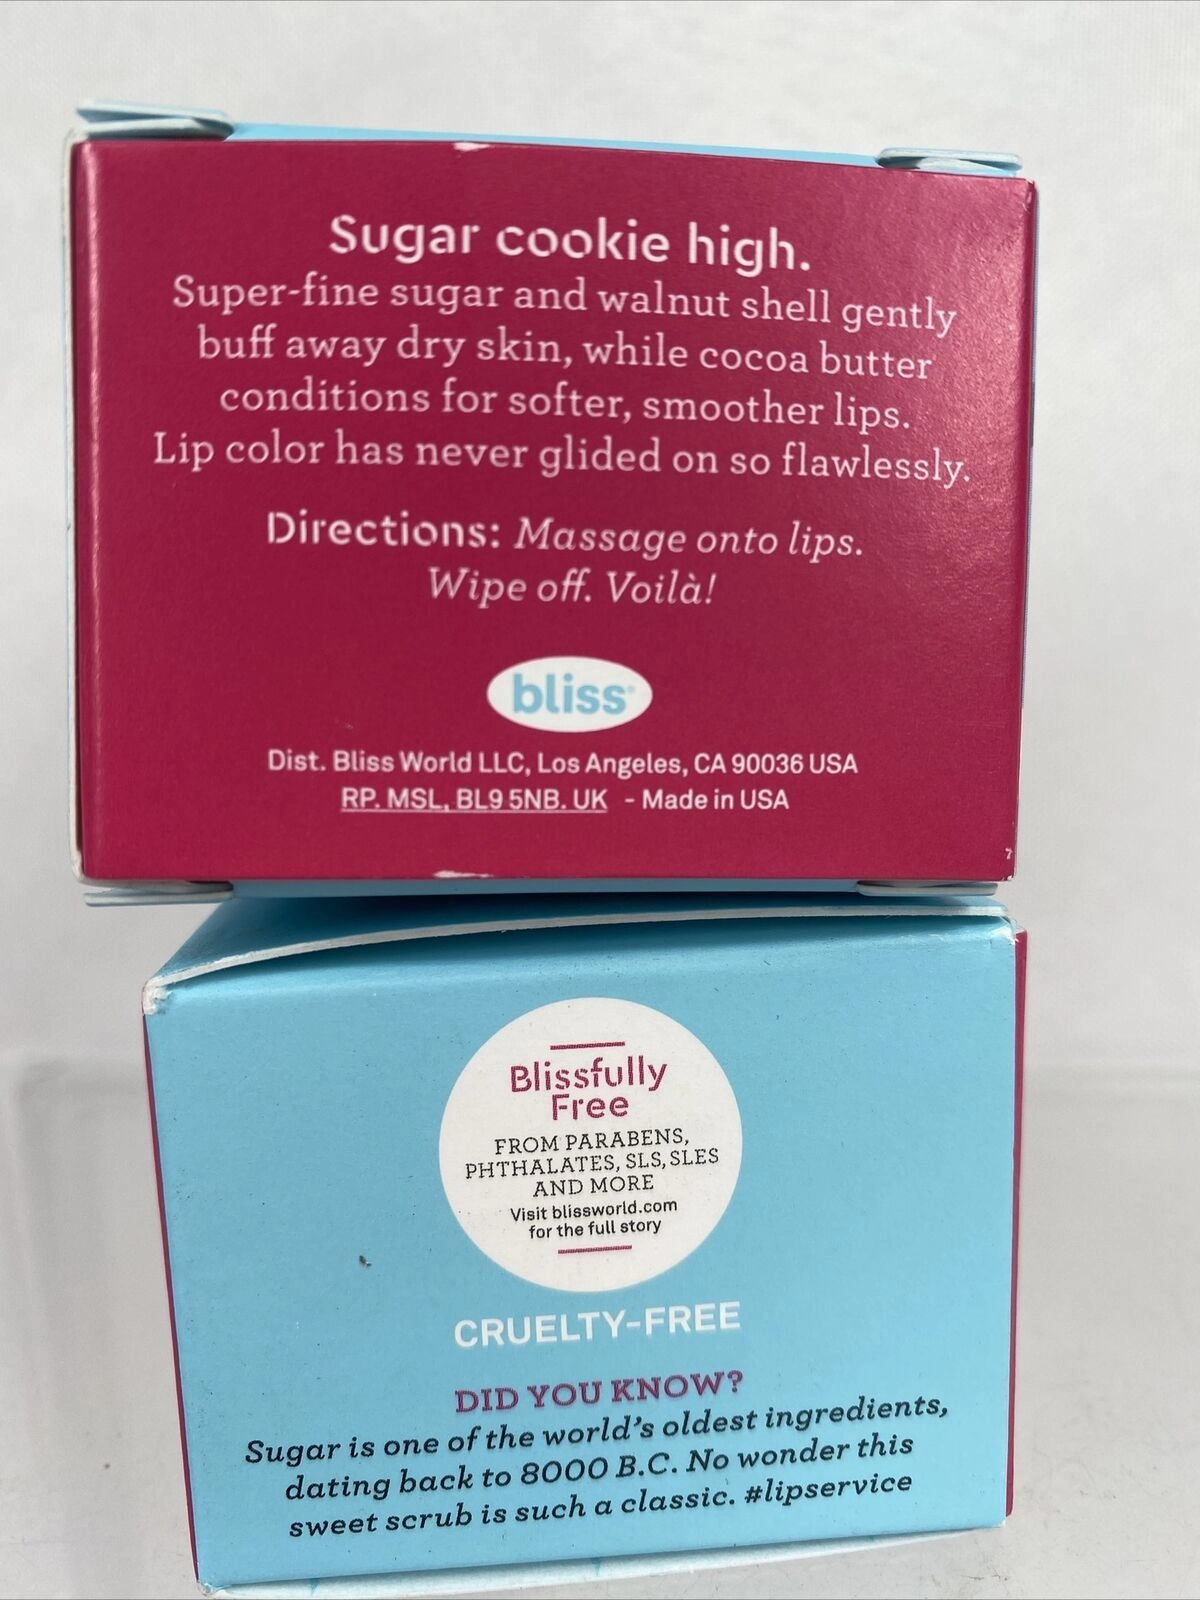 Sugar cookie high.
Super-fine sugar and walnut shell gently
buff away dry skin, while cocoa butter
conditions for softer, smoother lips.
Lip color has never glided on so flawlessly.
Directions: Massage onto lips.
Wipe off. Voilà!
bliss®
Dist. Bliss World LLC, Los Angeles, CA 90036 USA
RP. MSL, BL9 5NB. UK - Made in USA
Blissfully
Free
FROM PARABENS,
PHTHALATES, SLS, SLES
AND MORE
Visit blissworld.com
for the full story
CRUELTY-FREE
DID YOU KNOW?
Sugar is one of the world's oldest ingredients,
dating back to 8000 B.C. No wonder this
sweet scrub is such a classic. #lipservice